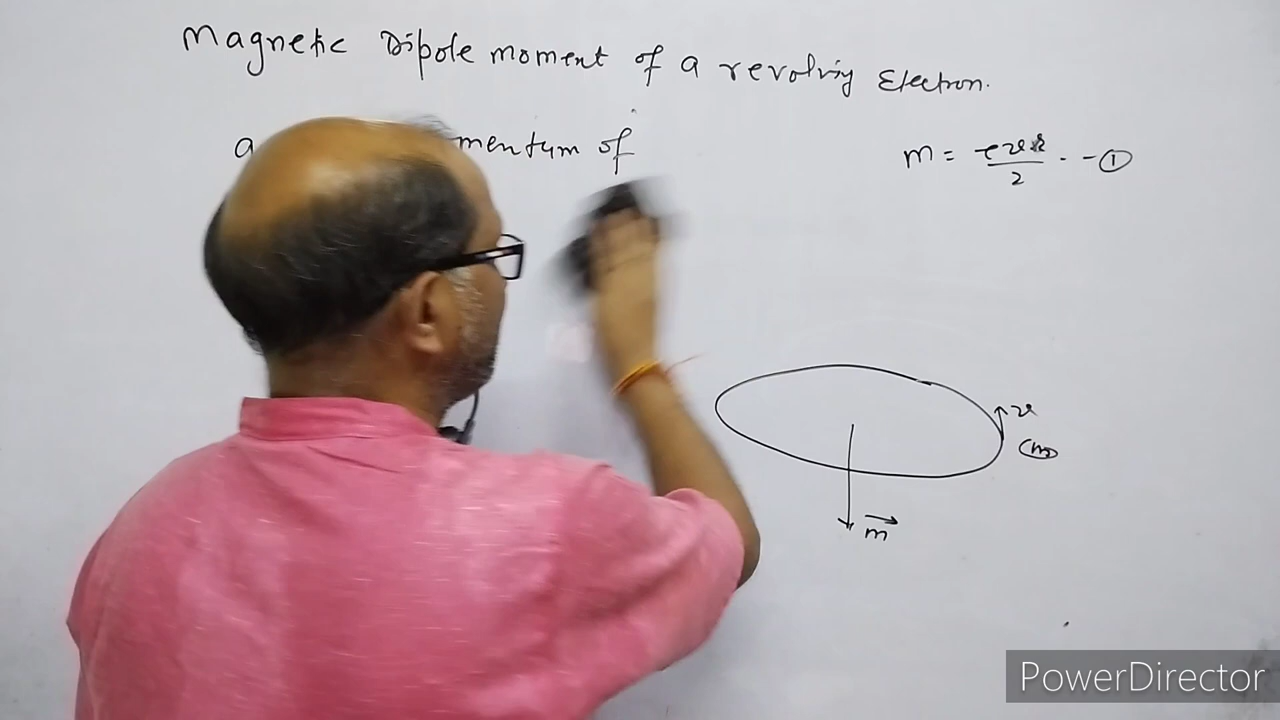 Magnetic Dipole moment of a revolving Electron.
mentum of
m = evr/2 . - - ①
v
m
m
PowerDirector